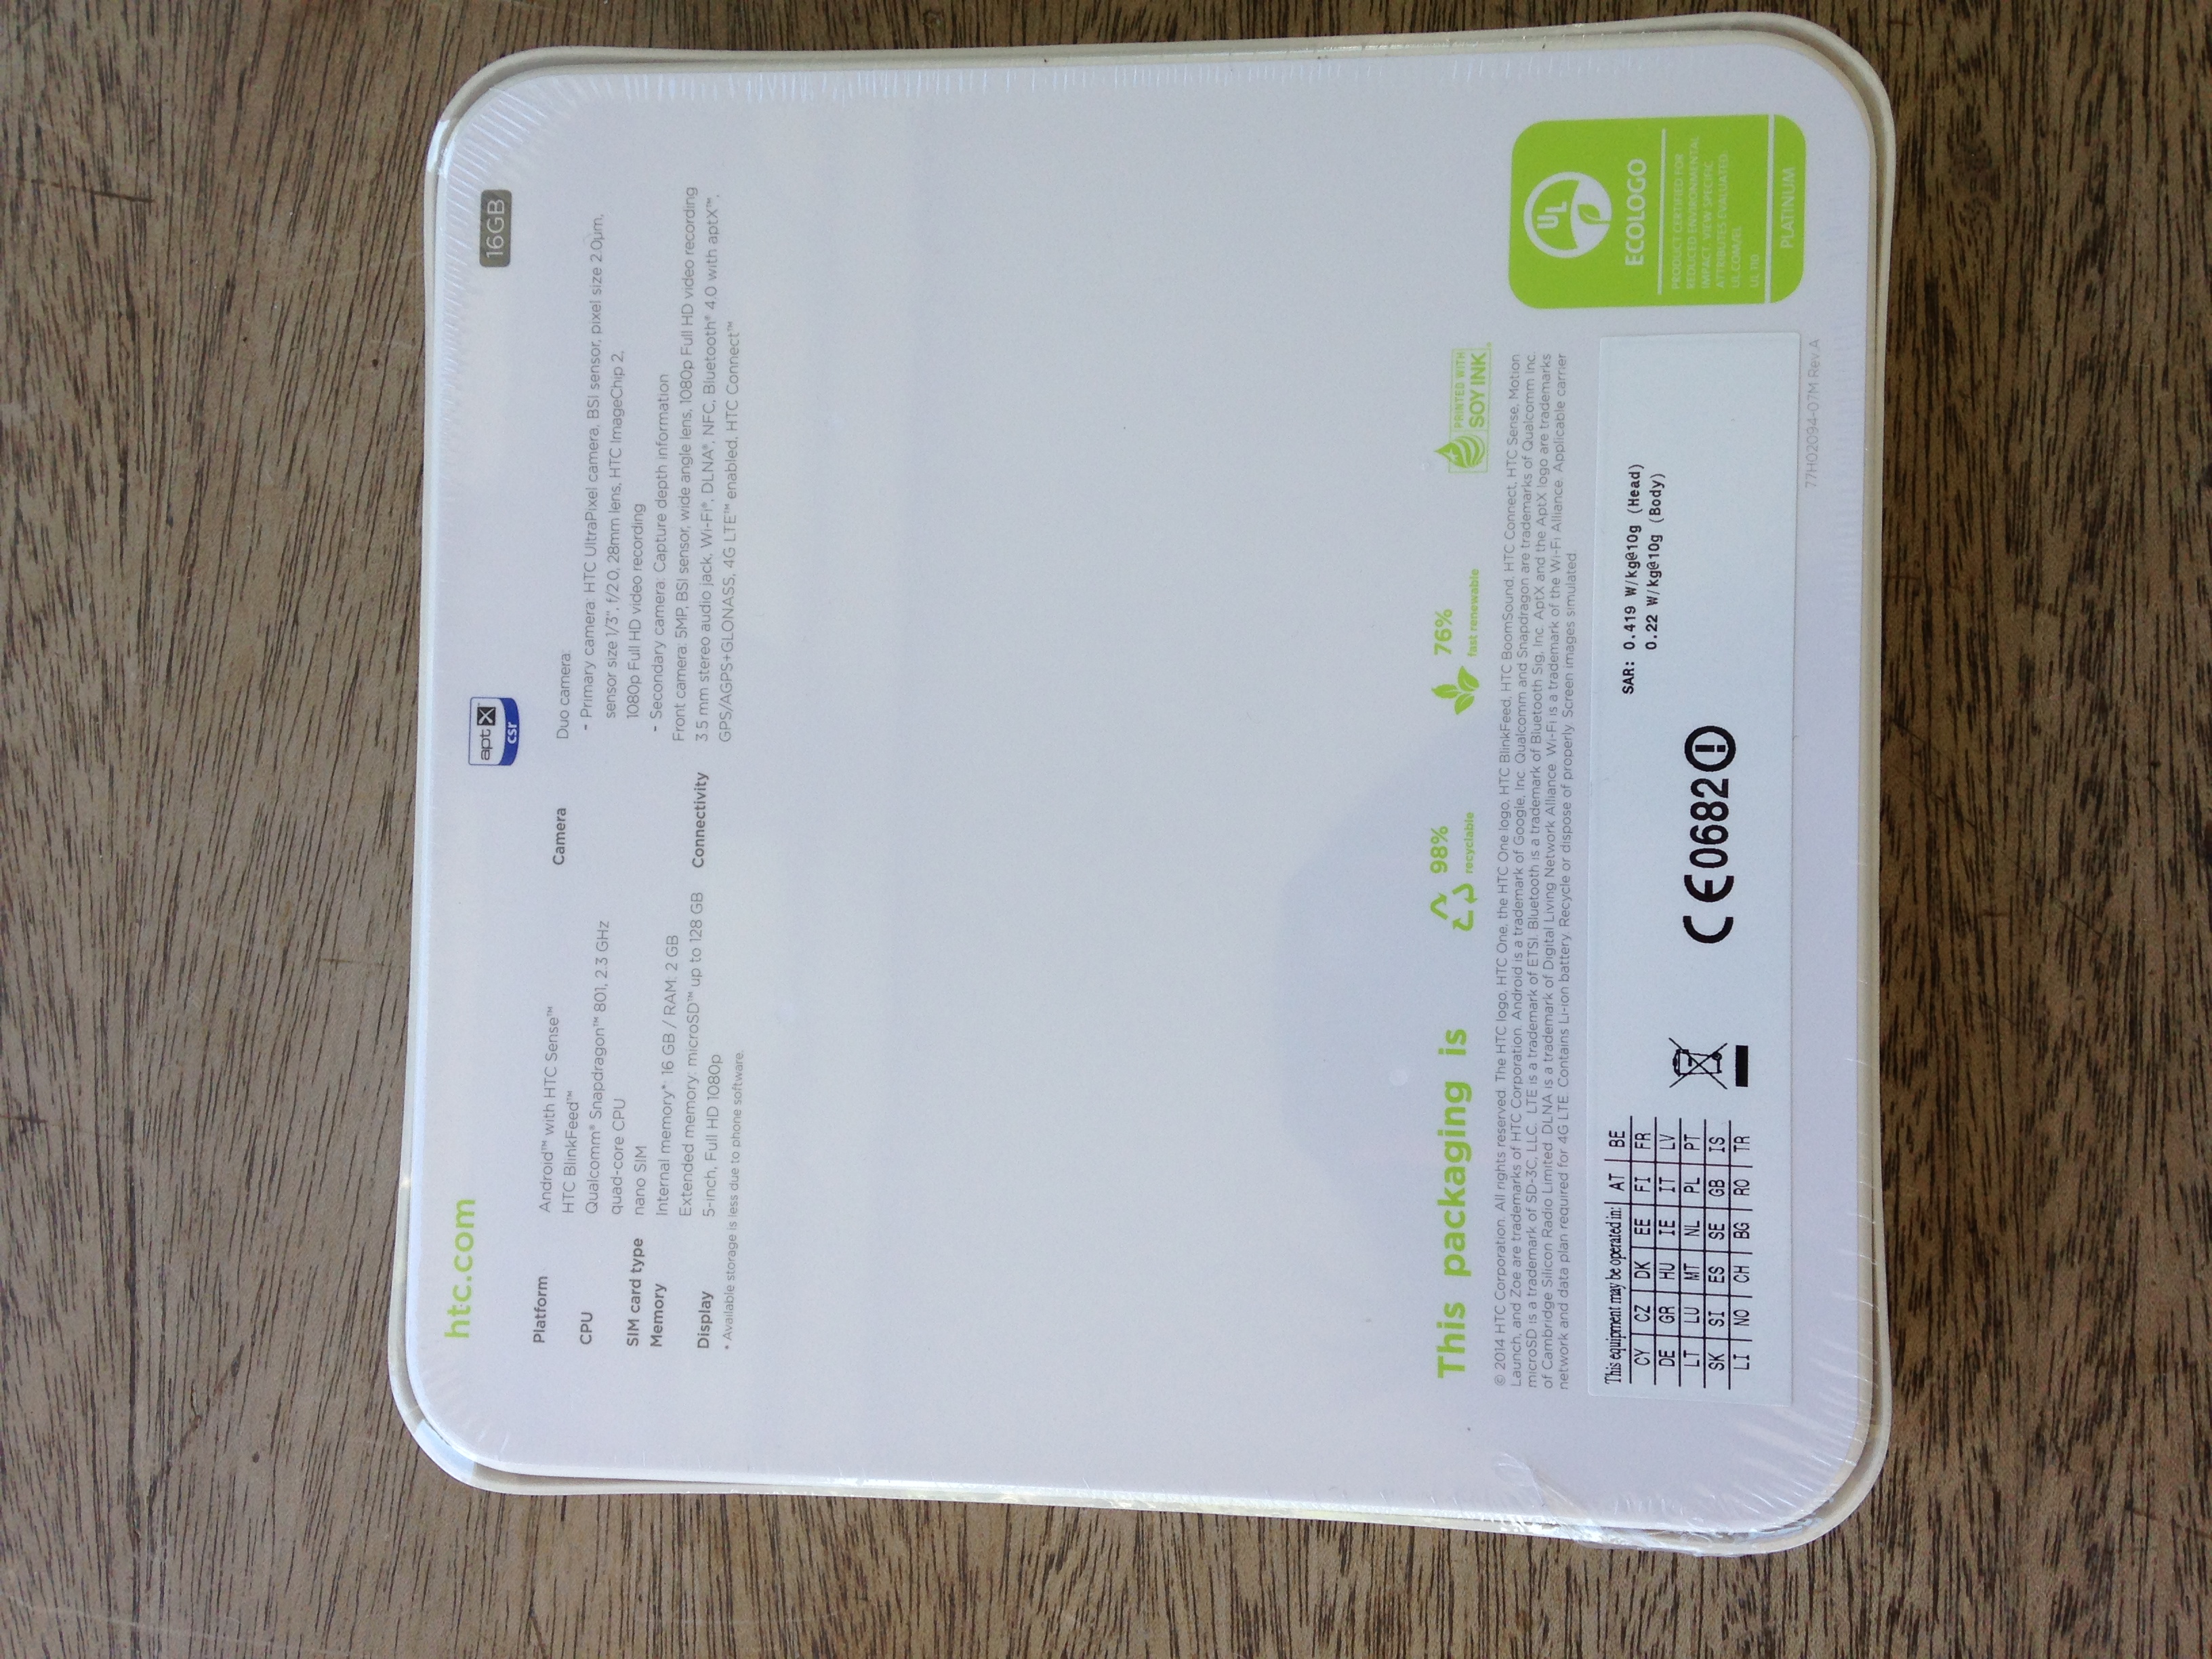 htc.com
aptX
csr
16GB
Platform
Android™ with HTC Sense™
HTC BlinkFeed™
CPU
Qualcomm® Snapdragon™ 801, 2.3 GHz
quad-core CPU
SIM card type
nano SIM
Memory
Internal memory*: 16 GB / RAM: 2 GB
Extended memory: microSD™ up to 128 GB
Display
5-inch, Full HD 1080p
* Available storage is less due to phone software.
Camera
Duo camera:
- Primary camera: HTC UltraPixel camera, BSI sensor, pixel size 2.0μm,
sensor size 1/3", f/2.0, 28mm lens, HTC ImageChip 2,
1080p Full HD video recording
- Secondary camera: Capture depth information
Front camera: 5MP, BSI sensor, wide angle lens, 1080p Full HD video recording
Connectivity
3.5 mm stereo audio jack, Wi-Fi®, DLNA®, NFC, Bluetooth® 4.0 with aptX™,
GPS/AGPS+GLONASS, 4G LTE™ enabled, HTC Connect™
This packaging is
98%
recyclable
76%
fast renewable
PRINTED WITH
SOY INK
© 2014 HTC Corporation. All rights reserved. The HTC logo, HTC One, the HTC One logo, HTC BlinkFeed, HTC BoomSound, HTC Connect, HTC Sense, Motion
Launch, and Zoe are trademarks of HTC Corporation. Android is a trademark of Google, Inc. Qualcomm and Snapdragon are trademarks of Qualcomm Inc.
microSD is a trademark of SD-3C, LLC. LTE is a trademark of ETSI. Bluetooth is a trademark of Bluetooth Sig, Inc. AptX and the AptX logo are trademarks
of Cambridge Silicon Radio Limited. DLNA is a trademark of Digital Living Network Alliance. Wi-Fi is a trademark of the Wi-Fi Alliance. Applicable carrier
network and data plan required for 4G LTE. Contains Li-ion battery. Recycle or dispose of properly. Screen images simulated.
This equipment may be operated in: AT BE
CY CZ DK EE FI FR
DE GR HU IE IT LV
LT LU MT NL PL PT
SK SI ES SE GB IS
LI NO CH BG RO TR
CE0682
SAR: 0.419 W/kg@10g (Head)
0.22 W/kg@10g (Body)
UL
ECOLOGO
PRODUCT CERTIFIED FOR
REDUCED ENVIRONMENTAL
IMPACT. VIEW SPECIFIC
ATTRIBUTES EVALUATED:
UL.COM/EL
UL 110
PLATINUM
77H02094-07M Rev.A